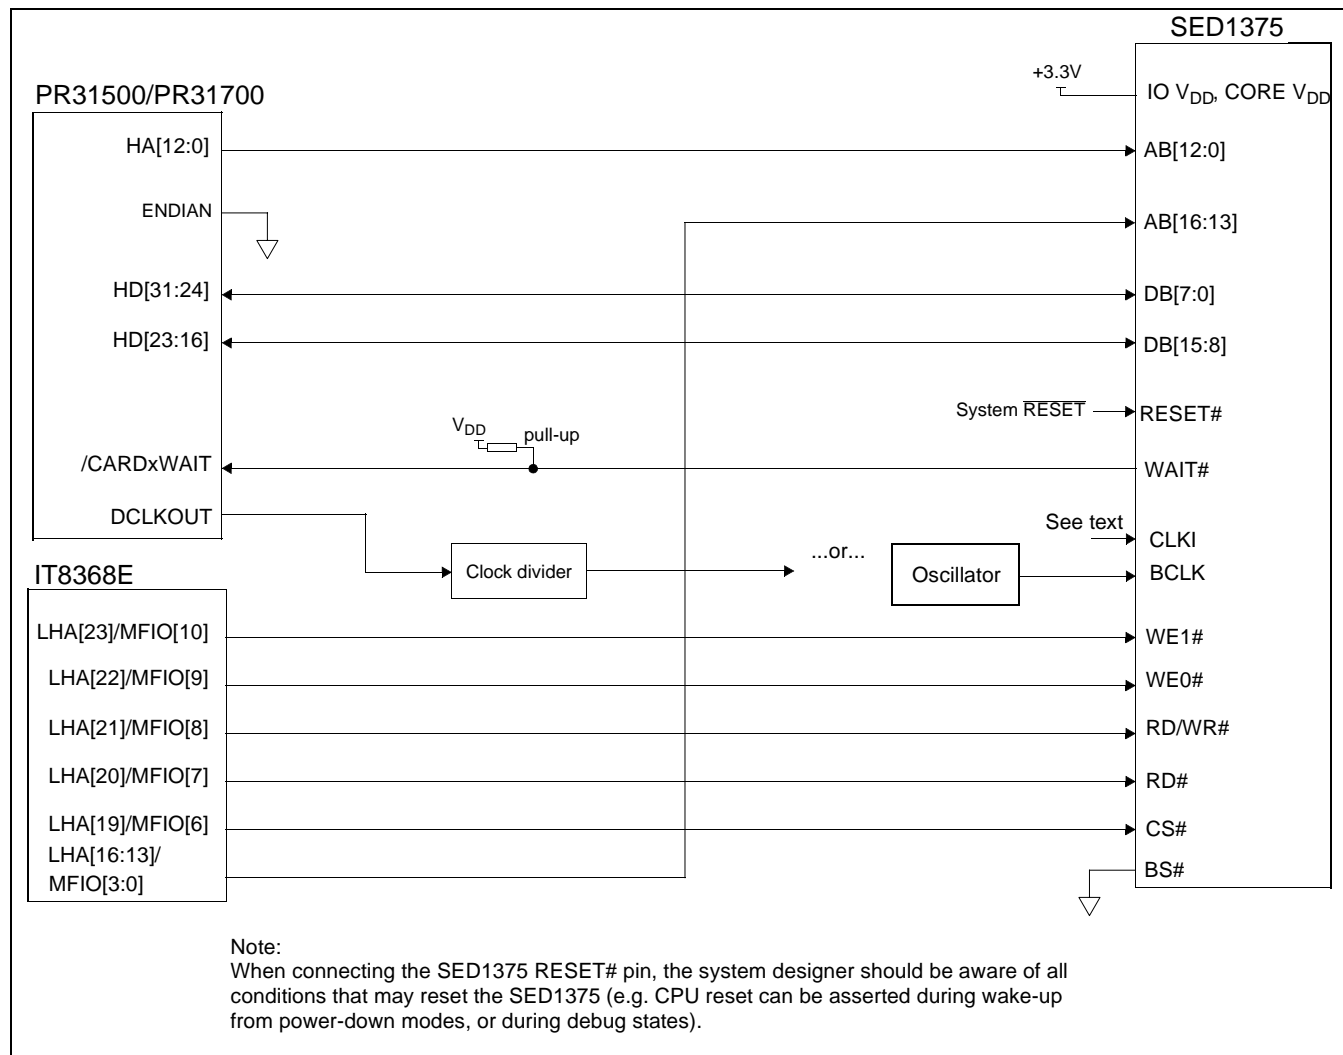 SED1375
+3.3V
IO VDD, CORE VDD
PR31500/PR31700
HA[12:0]
AB[12:0]
ENDIAN
AB[16:13]
HD[31:24]
DB[7:0]
HD[23:16]
DB[15:8]
System RESET
RESET#
VDD
pull-up
/CARDxWAIT
WAIT#
DCLKOUT
See text
CLKI
...or...
Clock divider
Oscillator
BCLK
IT8368E
LHA[23]/MFIO[10]
WE1#
LHA[22]/MFIO[9]
WE0#
LHA[21]/MFIO[8]
RD/WR#
LHA[20]/MFIO[7]
RD#
LHA[19]/MFIO[6]
CS#
LHA[16:13]/
MFIO[3:0]
BS#
Note:
When connecting the SED1375 RESET# pin, the system designer should be aware of all
conditions that may reset the SED1375 (e.g. CPU reset can be asserted during wake-up
from power-down modes, or during debug states).